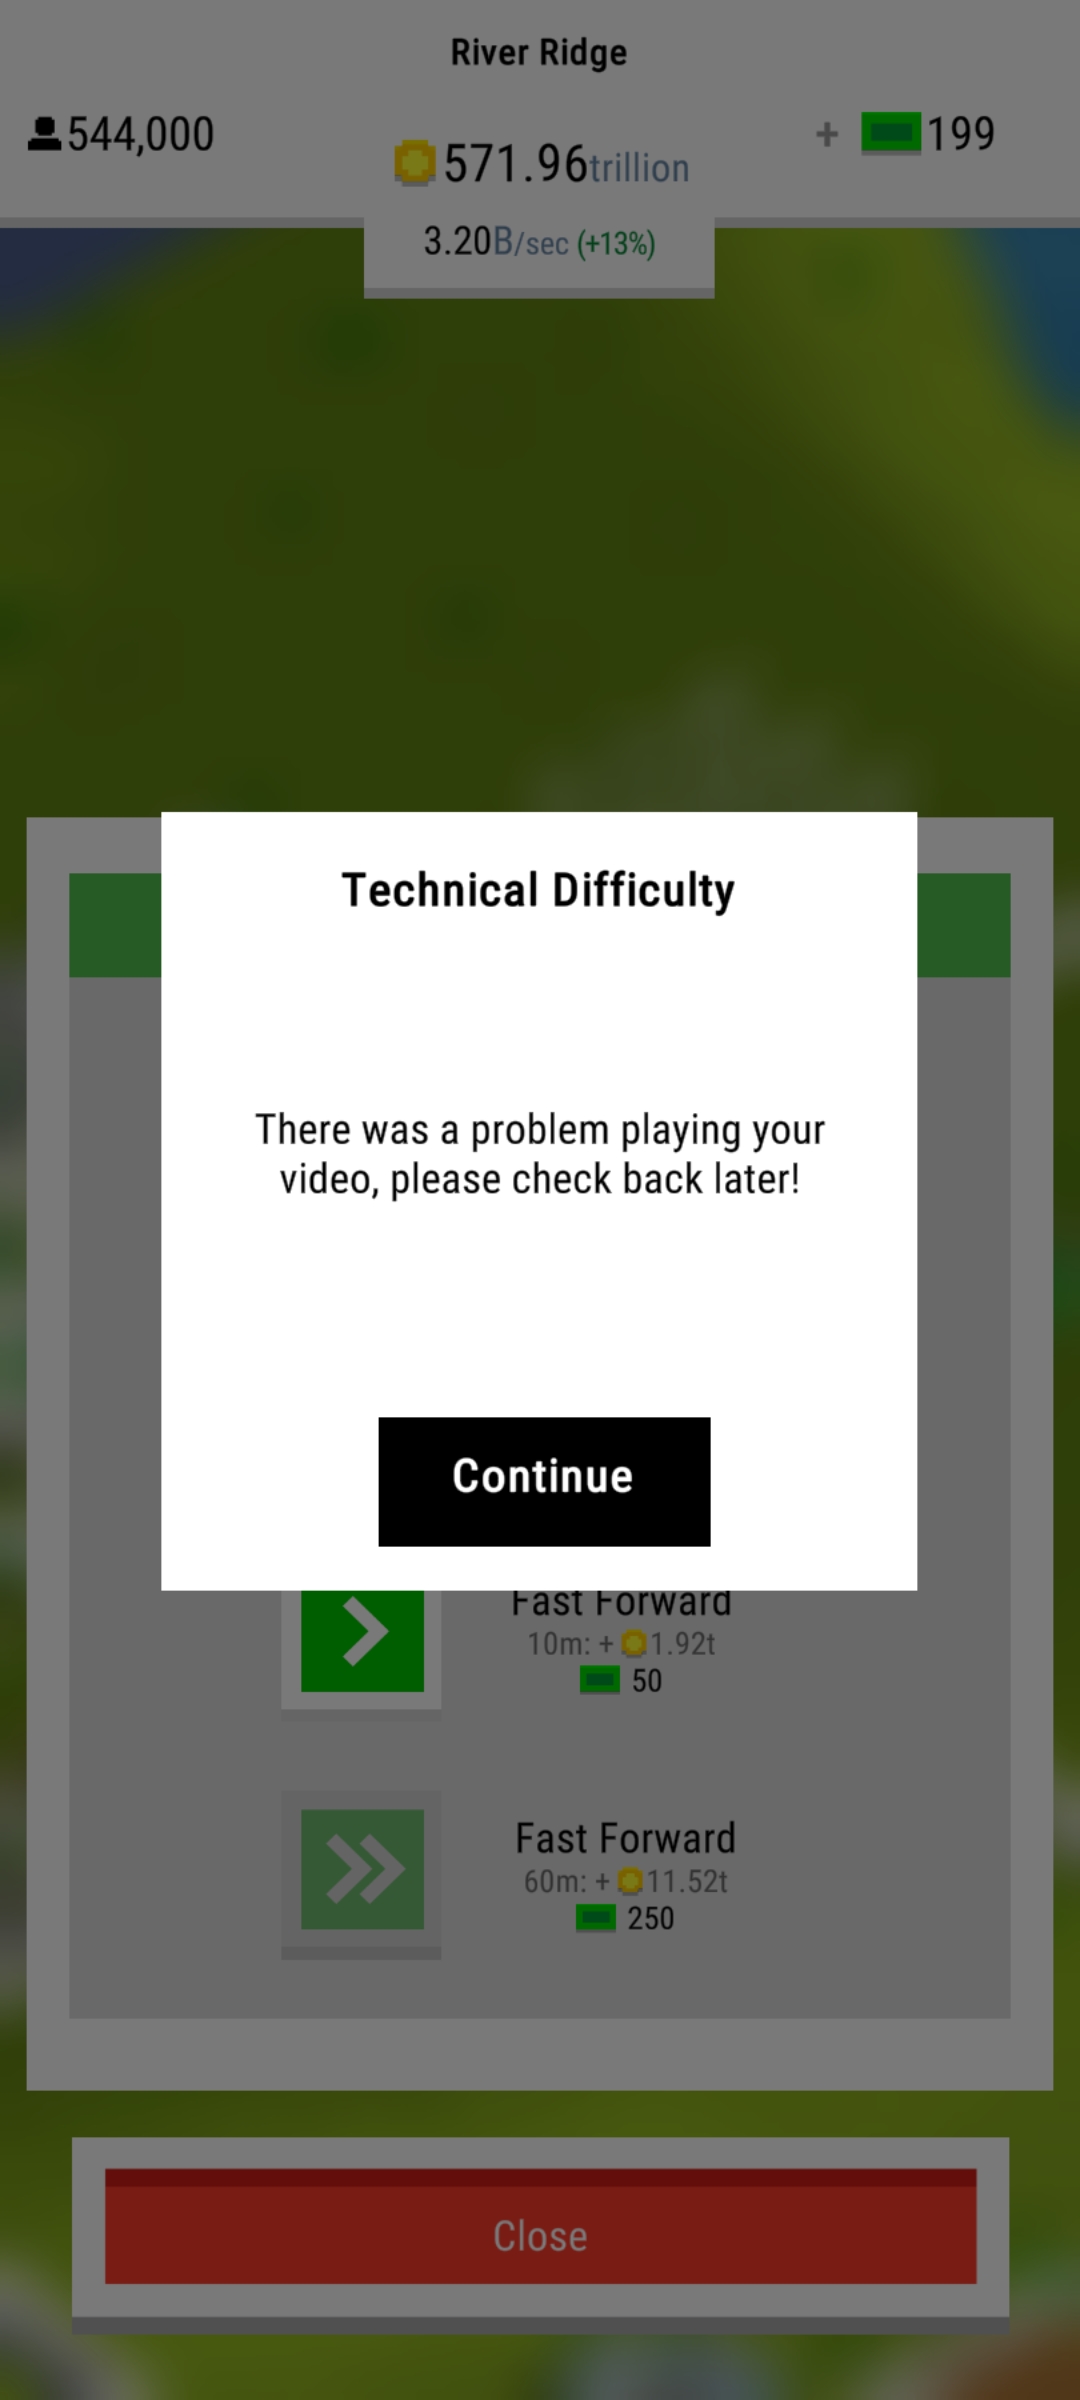 River Ridge
544,000
571.96trillion
+ 199
3.20B/sec (+13%)
Technical Difficulty
There was a problem playing your
video, please check back later!
Continue
Fast Forward
10m: + 1.92t
50
Fast Forward
60m: + 11.52t
250
Close